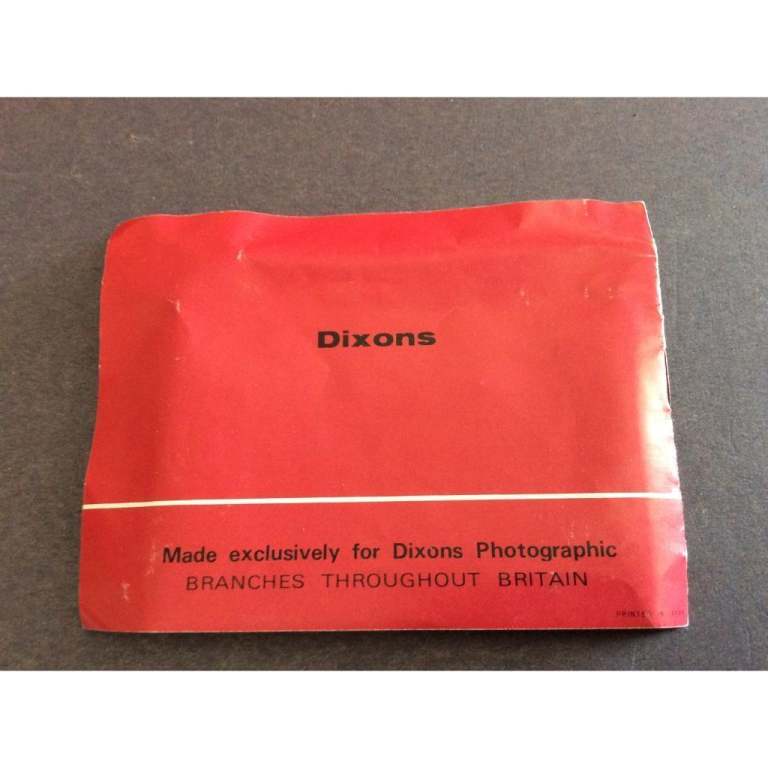 Dixons
Made exclusively for Dixons Photographic
BRANCHES THROUGHOUT BRITAIN